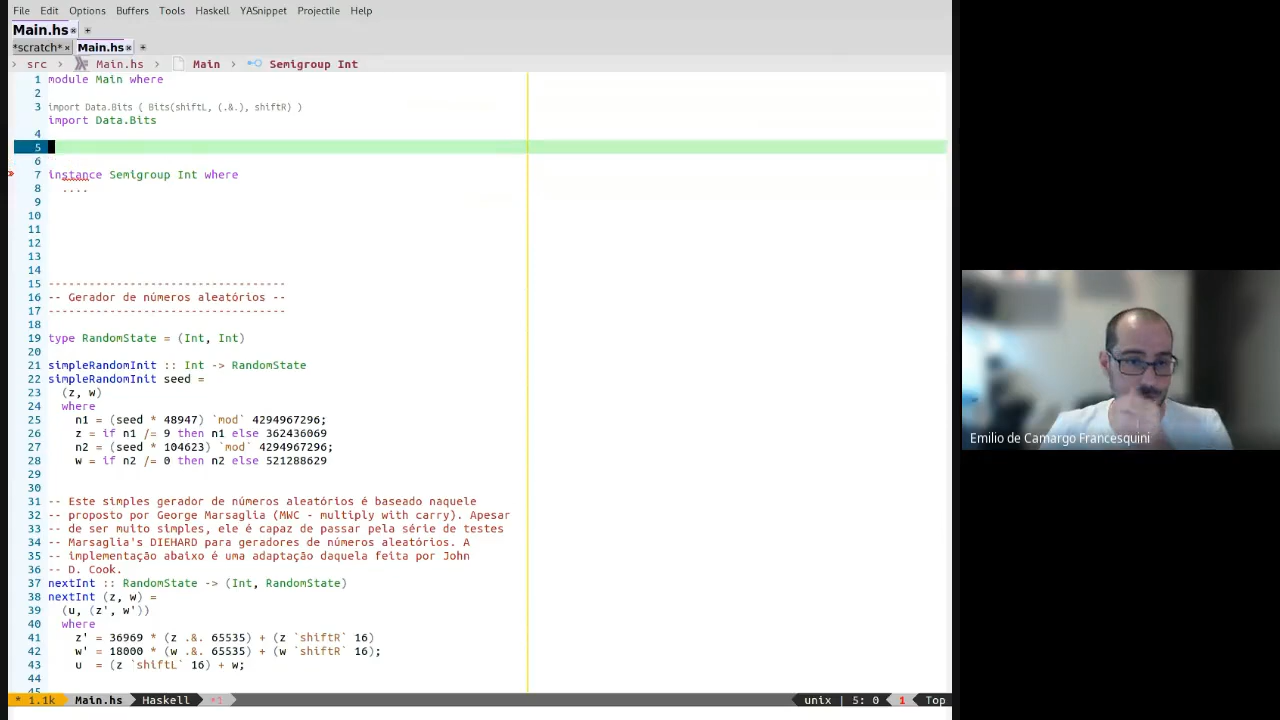 File Edit Options Buffers Tools Haskell YASnippet Projectile Help
Main.hs
*scratch* Main.hs
src Main.hs Main Semigroup Int
1 module Main where
2
3 import Data.Bits ( Bits(shiftL, (.&.), shiftR) )
import Data.Bits
4
5
6
7 instance Semigroup Int where
8 ....
9
10
11
12
13
14
15 -----------------------------------
16 -- Gerador de números aleatórios --
17 -----------------------------------
18
19 type RandomState = (Int, Int)
20
21 simpleRandomInit :: Int -> RandomState
22 simpleRandomInit seed =
23 (z, w)
24 where
25 n1 = (seed * 48947) `mod` 4294967296;
26 z = if n1 /= 9 then n1 else 362436069
27 n2 = (seed * 104623) `mod` 4294967296;
28 w = if n2 /= 0 then n2 else 521288629
29
30
31 -- Este simples gerador de números aleatórios é baseado naquele
32 -- proposto por George Marsaglia (MWC - multiply with carry). Apesar
33 -- de ser muito simples, ele é capaz de passar pela série de testes
34 -- Marsaglia's DIEHARD para geradores de números aleatórios. A
35 -- implementação abaixo é uma adaptação daquela feita por John
36 -- D. Cook.
37 nextInt :: RandomState -> (Int, RandomState)
38 nextInt (z, w) =
39 (u, (z', w'))
40 where
41 z' = 36969 * (z .&. 65535) + (z `shiftR` 16)
42 w' = 18000 * (w .&. 65535) + (w `shiftR` 16);
43 u = (z `shiftL` 16) + w;
44
45
* 1.1k Main.hs Haskell *1 unix | 5: 0 1 Top
Emilio de Camargo Francesquini